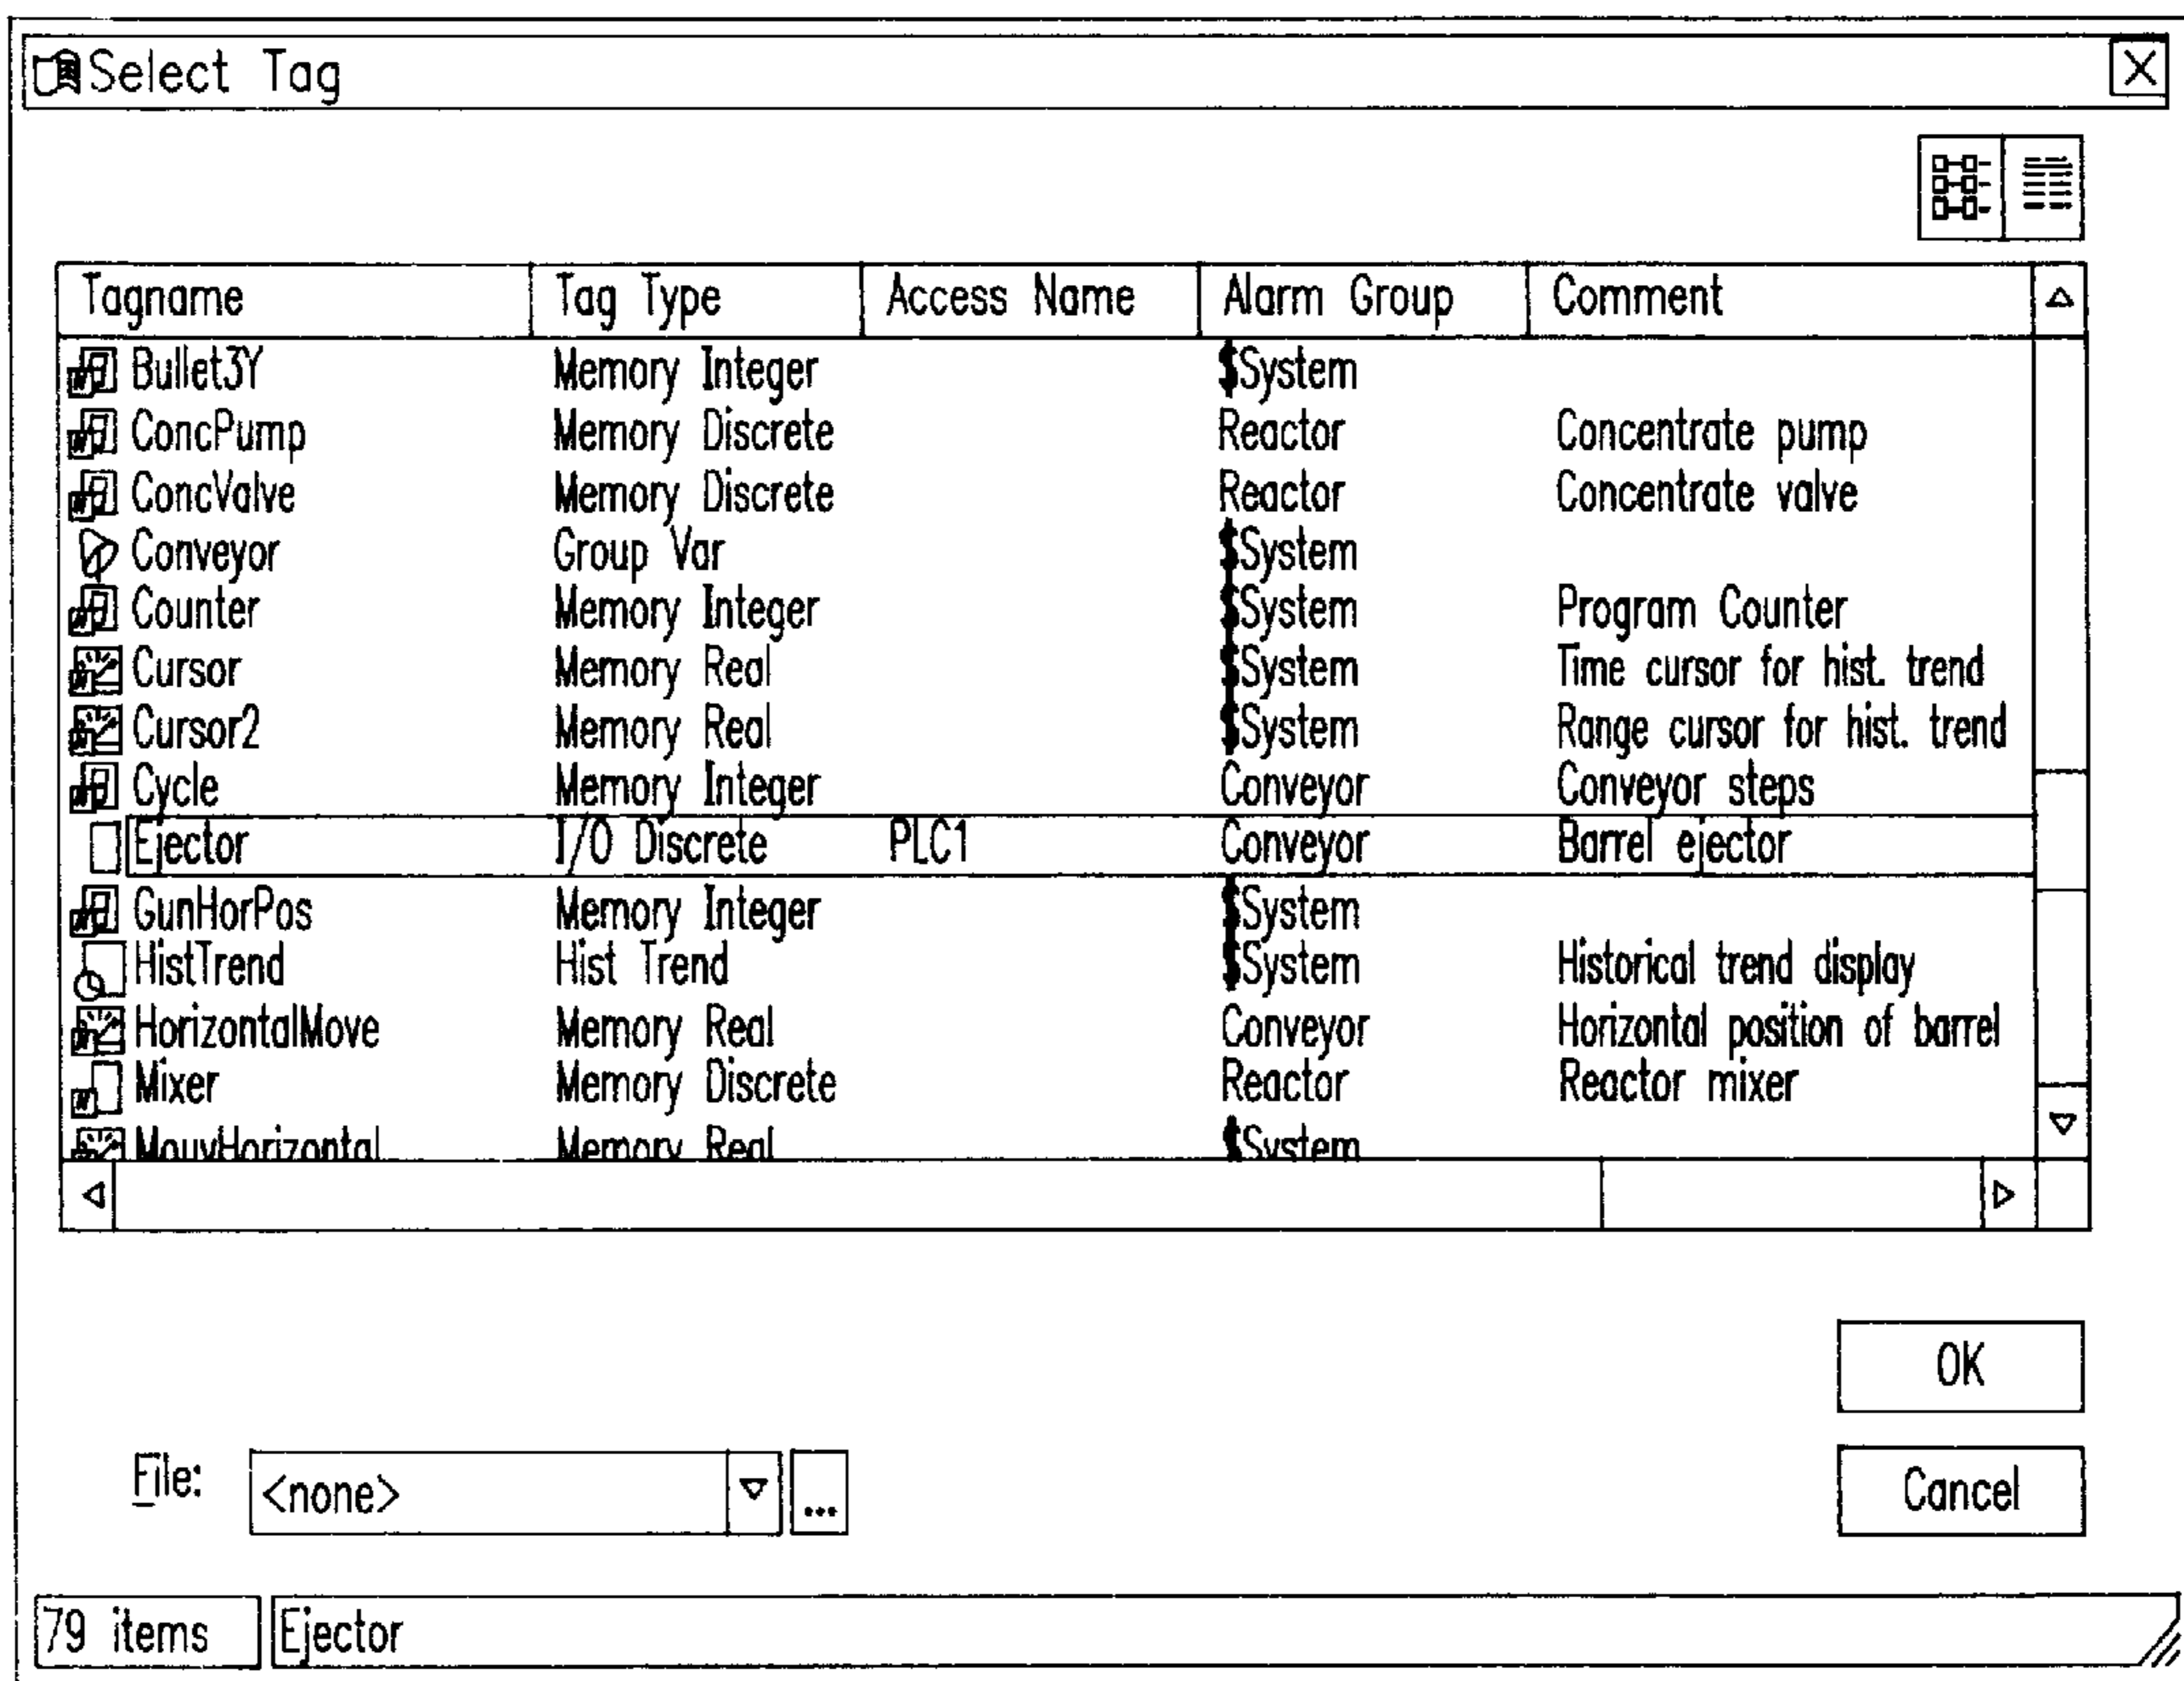 Select Tag
Tagname Tag Type Access Name Alarm Group Comment
Bullet3Y Memory Integer $System
ConcPump Memory Discrete Reactor Concentrate pump
ConcValve Memory Discrete Reactor Concentrate valve
Conveyor Group Var $System
Counter Memory Integer $System Program Counter
Cursor Memory Real $System Time cursor for hist. trend
Cursor2 Memory Real $System Range cursor for hist. trend
Cycle Memory Integer Conveyor Conveyor steps
Ejector I/O Discrete PLC1 Conveyor Barrel ejector
GunHorPos Memory Integer $System
HistTrend Hist Trend $System Historical trend display
HorizontalMove Memory Real Conveyor Horizontal position of barrel
Mixer Memory Discrete Reactor Reactor mixer
MouvHorizontal Memory Real $System
OK
File: <none> ...
Cancel
79 items Ejector